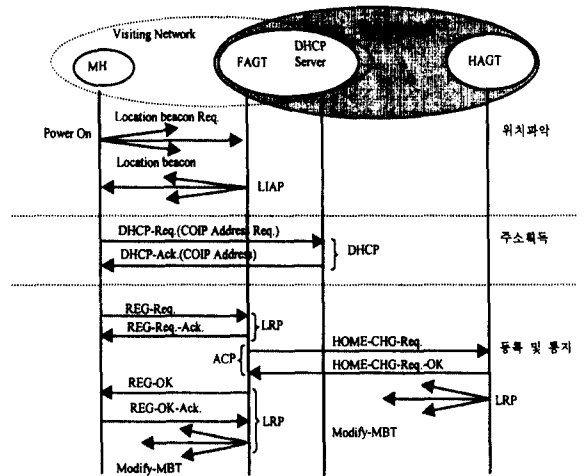 Visiting Network
MH
FAGT
DHCP
Server
HAGT
Power On
Location beacon Req.
위치파악
Location beacon
LIAP
DHCP-Req.(COIP Address Req.)
주소획득
DHCP
DHCP-Ack.(COIP Address)
REG-Req.
LRP
REG-Req.-Ack.
HOME-CHG-Req.
등록 및 통지
ACP
HOME-CHG-Req.-OK
REG-OK
LRP
REG-OK-Ack.
LRP
Modify-MBT
Modify-MBT